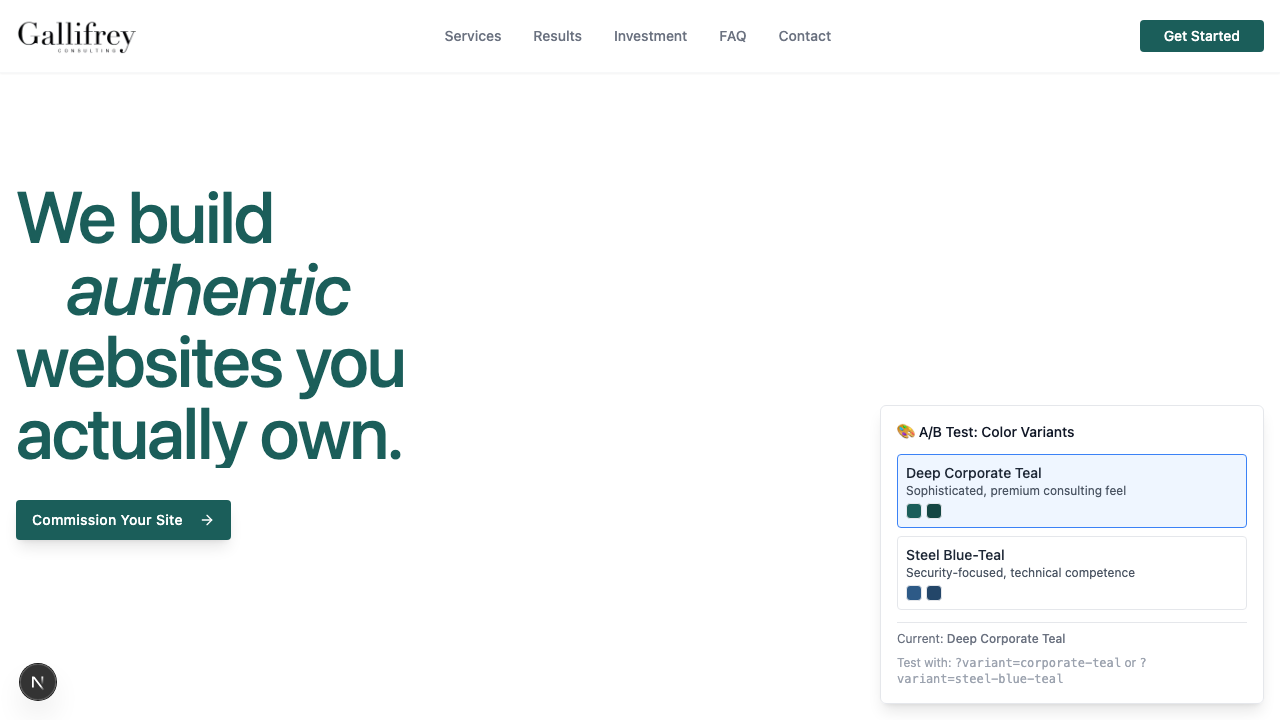 Gallifrey
CONSULTING
Services
Results
Investment
FAQ
Contact
Get Started
We build
authentic
websites you
actually own.
Commission Your Site →
🎨 A/B Test: Color Variants
Deep Corporate Teal
Sophisticated, premium consulting feel
Steel Blue-Teal
Security-focused, technical competence
Current: Deep Corporate Teal
Test with: ?variant=corporate-teal or ?
variant=steel-blue-teal
N